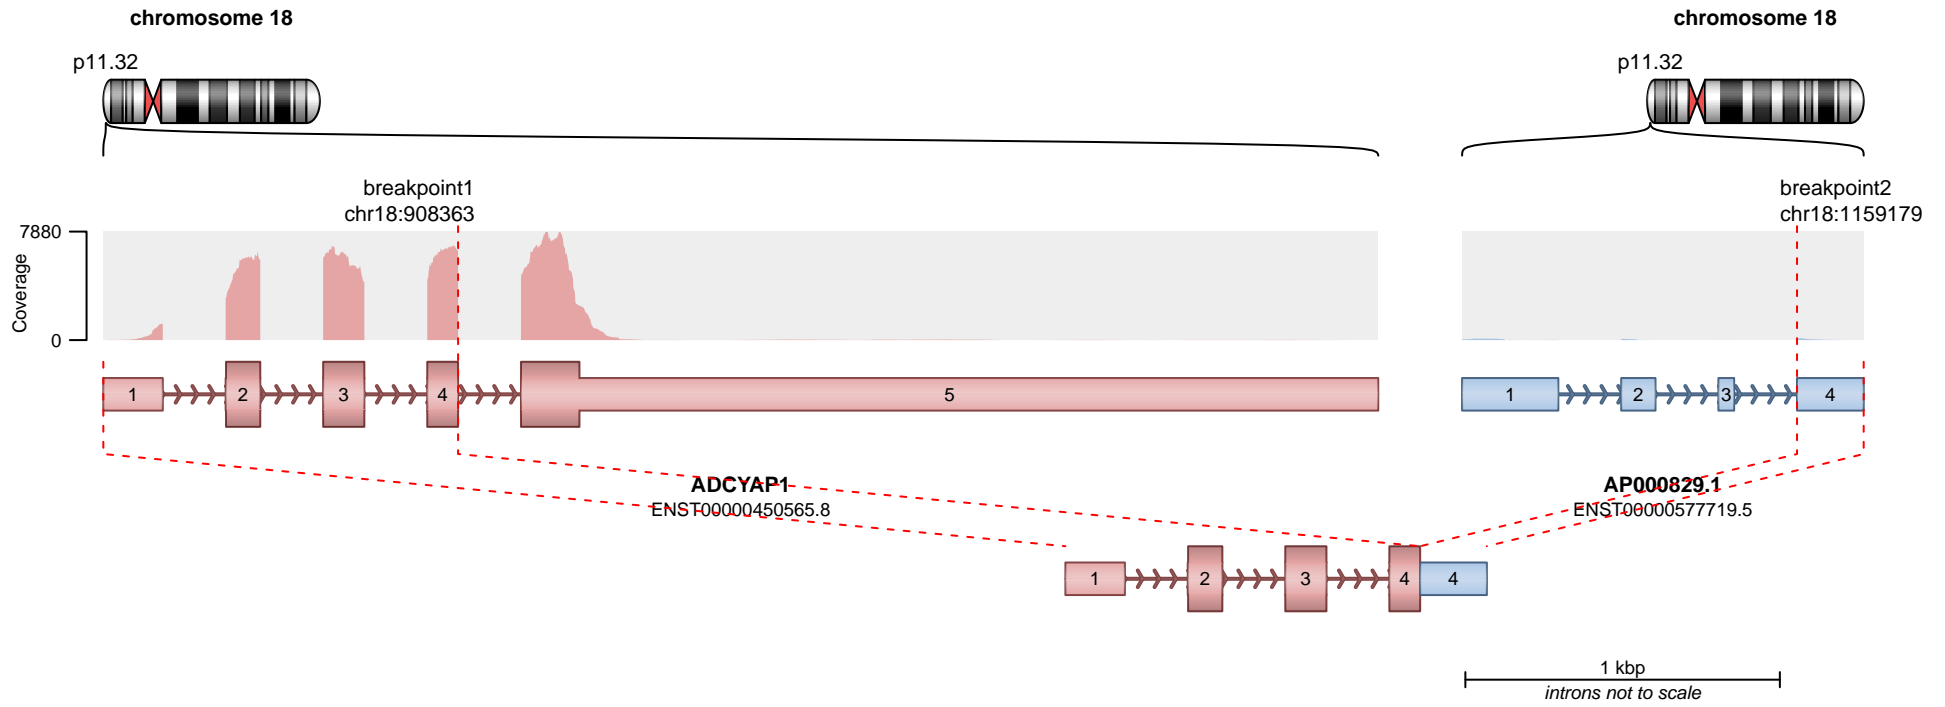 chromosome 18
chromosome 18
p11.32
p11.32
breakpoint1
chr18:908363
breakpoint2
chr18:1159179
7880
Coverage
0
1 2 3 4 5
1 2 3 4
ADCYAP1
ENST00000450565.8
AP000829.1
ENST00000577719.5
1 2 3 4 4
1 kbp
introns not to scale